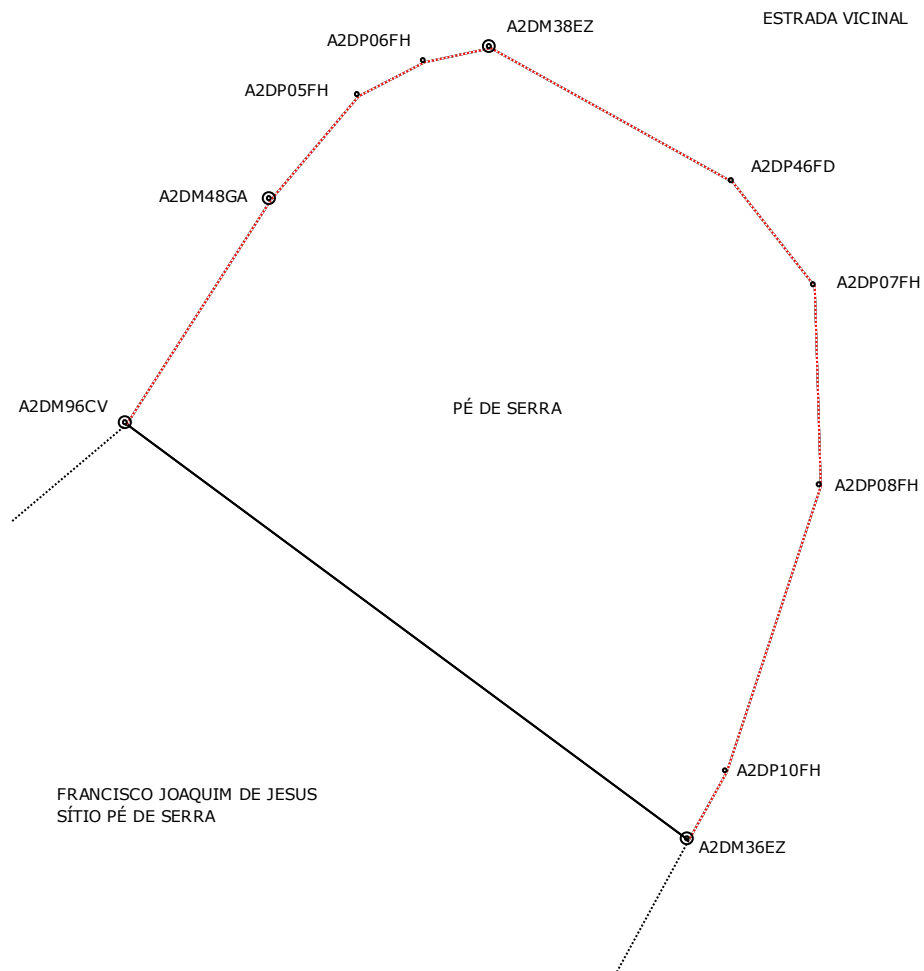 ESTRADA VICINAL
A2DM38EZ
A2DP06FH
A2DP05FH
A2DP46FD
A2DM48GA
A2DP07FH
A2DM96CV
PÉ DE SERRA
A2DP08FH
A2DP10FH
FRANCISCO JOAQUIM DE JESUS
SÍTIO PÉ DE SERRA
A2DM36EZ